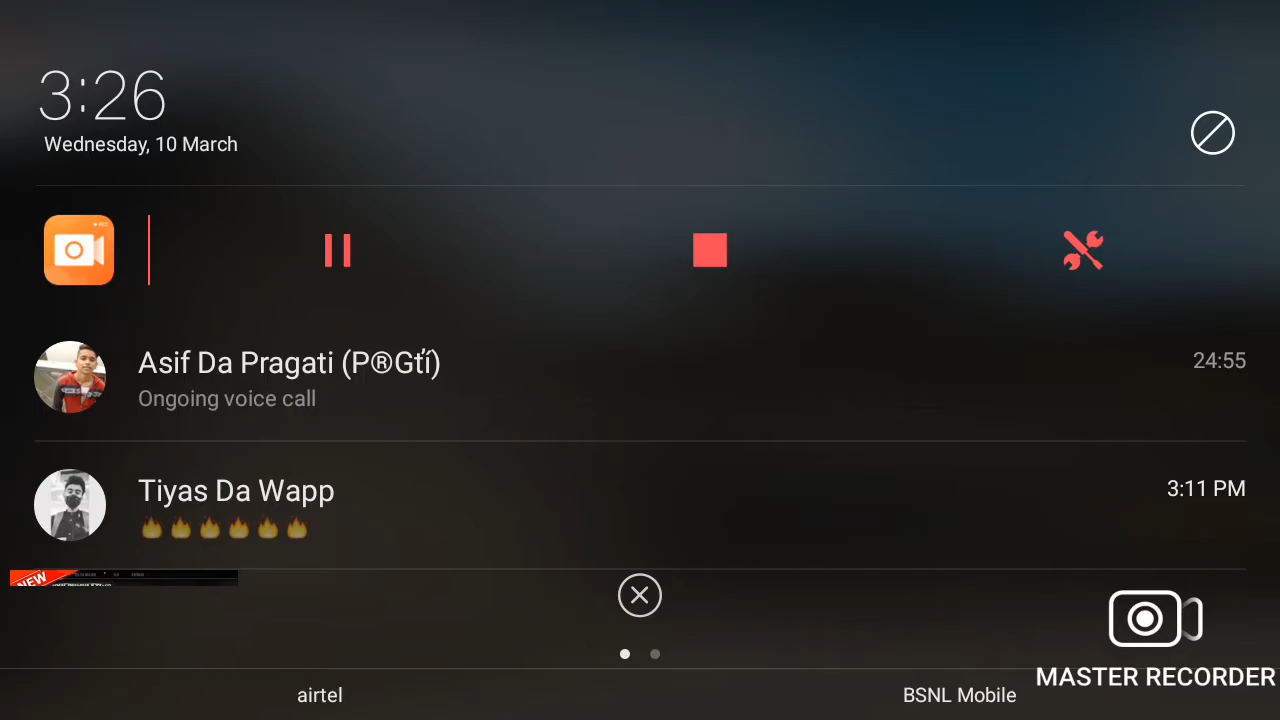 3:26
Wednesday, 10 March
Asif Da Pragati (P®Gťí)
24:55
Ongoing voice call
Tiyas Da Wapp
3:11 PM
🔥🔥🔥🔥🔥🔥
NEW
MASTER RECORDER
airtel
BSNL Mobile